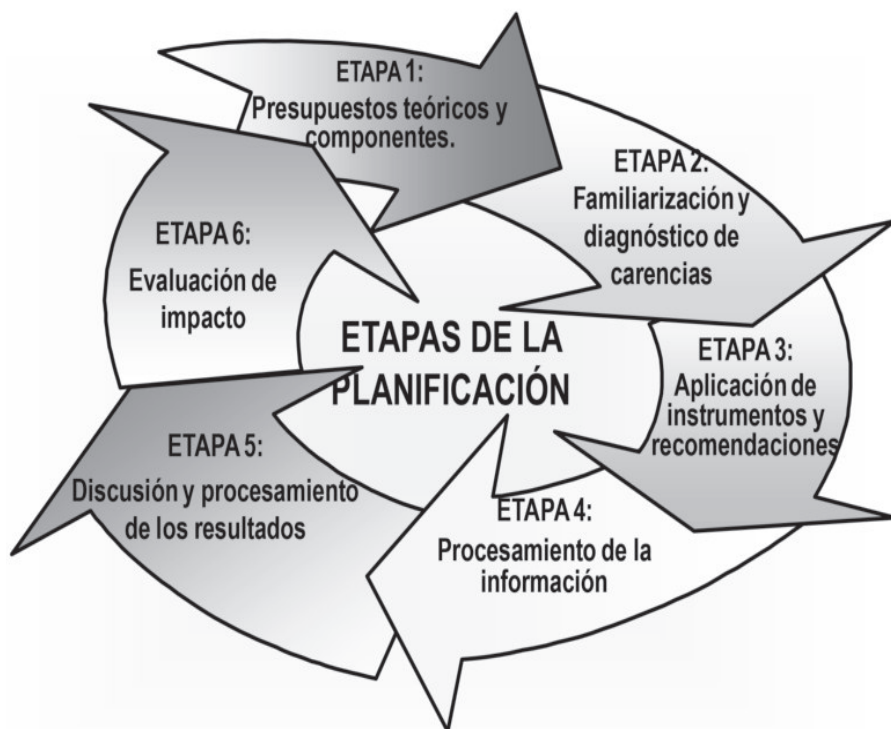 ETAPA 1:
Presupuestos teóricos y
componentes.
ETAPA 2:
Familiarización y
diagnóstico de
carencias
ETAPA 3:
Aplicación de
instrumentos y
recomendaciones
ETAPA 4:
Procesamiento de la
información
ETAPA 5:
Discusión y procesamiento
de los resultados
ETAPA 6:
Evaluación de
impacto
ETAPAS DE LA
PLANIFICACIÓN